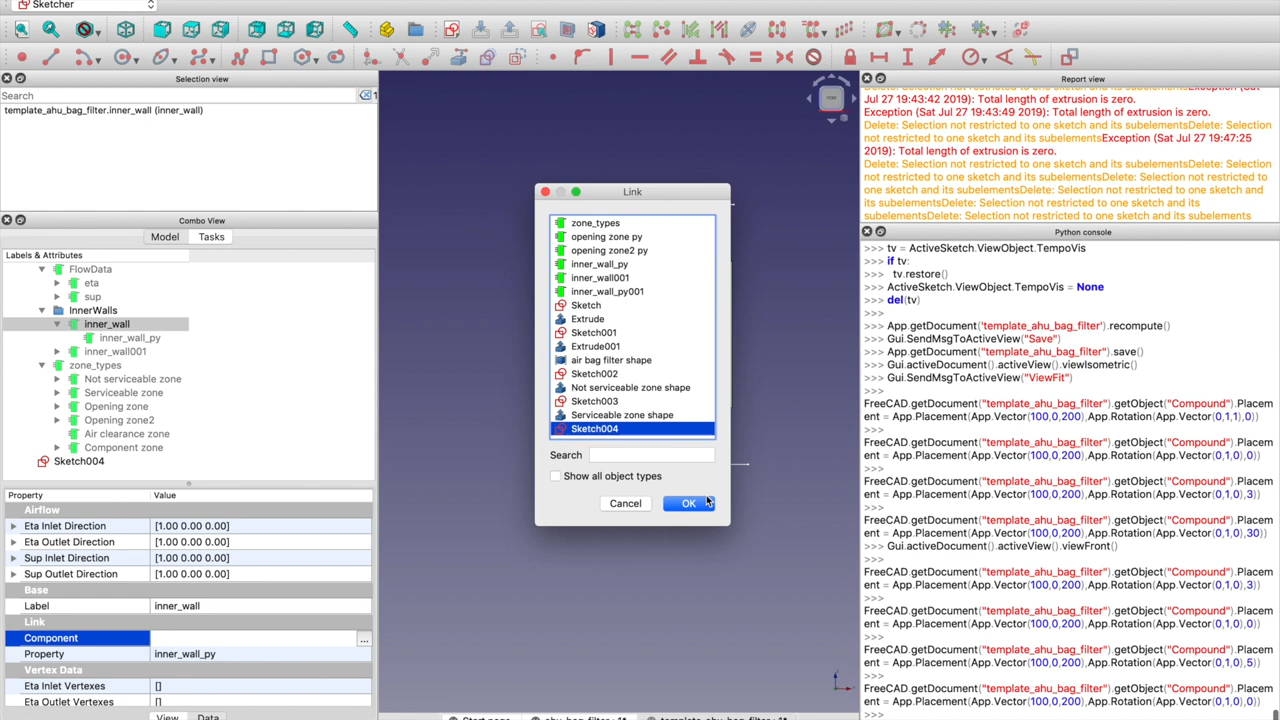 Sketcher
Selection view
Search
1
template_ahu_bag_filter.inner_wall (inner_wall)
Combo View
Model
Tasks
Labels & Attributes
FlowData
eta
sup
InnerWalls
inner_wall
inner_wall_py
inner_wall001
zone_types
Not serviceable zone
Serviceable zone
Opening zone
Opening zone2
Air clearance zone
Component zone
Sketch004
Property
Value
Airflow
Eta Inlet Direction
[1.00 0.00 0.00]
Eta Outlet Direction
[1.00 0.00 0.00]
Sup Inlet Direction
[1.00 0.00 0.00]
Sup Outlet Direction
[1.00 0.00 0.00]
Base
Label
inner_wall
Link
Component
...
Property
inner_wall_py
Vertex Data
Eta Inlet Vertexes
[]
Eta Outlet Vertexes
[]
View
Data
Link
zone_types
opening zone py
opening zone2 py
inner_wall_py
inner_wall001
inner_wall_py001
Sketch
Extrude
Sketch001
Extrude001
air bag filter shape
Sketch002
Not serviceable zone shape
Sketch003
Serviceable zone shape
Sketch004
Search
Show all object types
Cancel
OK
Report view
Delete: Selection not restricted to one sketch and its subelementsException (Sat
Jul 27 19:43:42 2019): Total length of extrusion is zero.
Exception (Sat Jul 27 19:43:49 2019): Total length of extrusion is zero.
Delete: Selection not restricted to one sketch and its subelementsDelete: Selection
not restricted to one sketch and its subelementsException (Sat Jul 27 19:47:25
2019): Total length of extrusion is zero.
Delete: Selection not restricted to one sketch and its subelementsDelete: Selection
not restricted to one sketch and its subelementsDelete: Selection not restricted to
one sketch and its subelementsDelete: Selection not restricted to one sketch and its
subelementsDelete: Selection not restricted to one sketch and its
subelementsDelete: Selection not restricted to one sketch and its subelements
Python console
>>> tv = ActiveSketch.ViewObject.TempoVis
>>> if tv:
>>> tv.restore()
>>> ActiveSketch.ViewObject.TempoVis = None
>>> del(tv)
>>>
>>> App.getDocument('template_ahu_bag_filter').recompute()
>>> Gui.SendMsgToActiveView("Save")
>>> App.getDocument("template_ahu_bag_filter").save()
>>> Gui.activeDocument().activeView().viewIsometric()
>>> Gui.SendMsgToActiveView("ViewFit")
>>>
FreeCAD.getDocument("template_ahu_bag_filter").getObject("Compound").Placem
ent = App.Placement(App.Vector(100,0,200),App.Rotation(App.Vector(0,1,1),0))
>>>
FreeCAD.getDocument("template_ahu_bag_filter").getObject("Compound").Placem
ent = App.Placement(App.Vector(100,0,200),App.Rotation(App.Vector(0,1,0),0))
>>>
FreeCAD.getDocument("template_ahu_bag_filter").getObject("Compound").Placem
ent = App.Placement(App.Vector(100,0,200),App.Rotation(App.Vector(0,1,0),3))
>>>
FreeCAD.getDocument("template_ahu_bag_filter").getObject("Compound").Placem
ent = App.Placement(App.Vector(100,0,200),App.Rotation(App.Vector(0,1,0),30))
>>> Gui.activeDocument().activeView().viewFront()
>>>
FreeCAD.getDocument("template_ahu_bag_filter").getObject("Compound").Placem
ent = App.Placement(App.Vector(100,0,200),App.Rotation(App.Vector(0,1,0),3))
>>>
FreeCAD.getDocument("template_ahu_bag_filter").getObject("Compound").Placem
ent = App.Placement(App.Vector(100,0,200),App.Rotation(App.Vector(0,1,0),0))
>>>
FreeCAD.getDocument("template_ahu_bag_filter").getObject("Compound").Placem
ent = App.Placement(App.Vector(100,0,200),App.Rotation(App.Vector(0,1,0),5))
>>>
FreeCAD.getDocument("template_ahu_bag_filter").getObject("Compound").Placem
ent = App.Placement(App.Vector(100,0,200),App.Rotation(App.Vector(0,1,0),0))
>>>